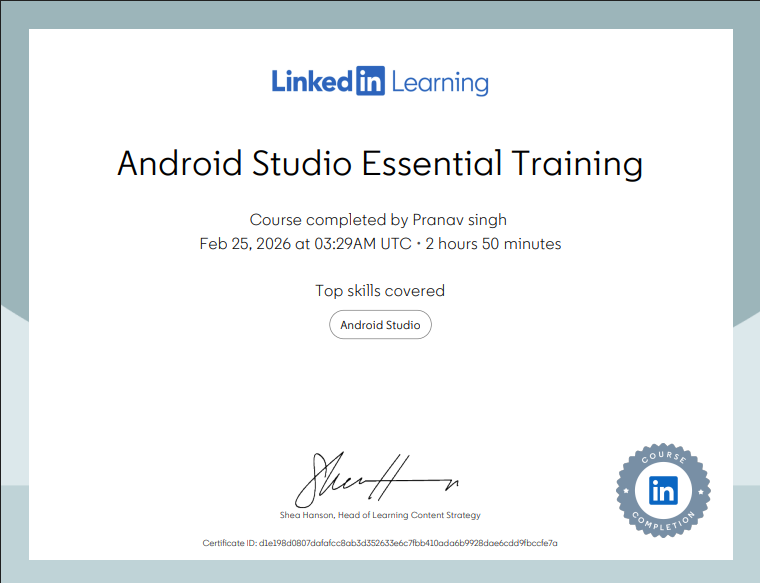 LinkedIn Learning
Android Studio Essential Training
Course completed by Pranav singh
Feb 25, 2026 at 03:29AM UTC • 2 hours 50 minutes
Top skills covered
Android Studio
Shea Hanson, Head of Learning Content Strategy
COURSE
in
COMPLETION
Certificate ID: d1e198d0807dafafcc8ab3d352633e6c7fbb410ada6b9928dae6cdd9fbccfe7a